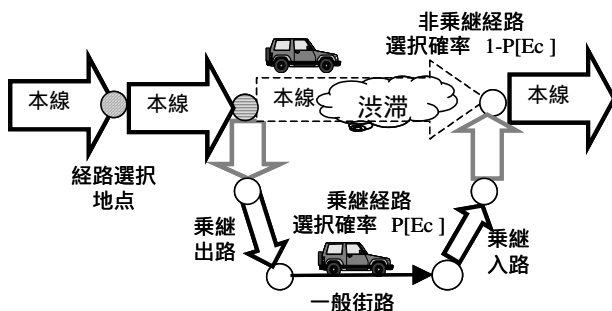 非乗継経路
選択確率 1-P[Ec ]
本線
本線
本線
渋滞
本線
経路選択
地点
乗継
出路
乗継経路
選択確率 P[Ec ]
乗継
入路
一般街路